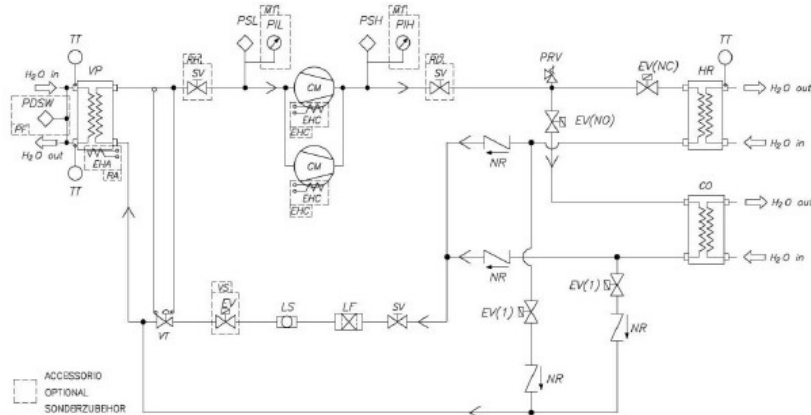 TT
VP
H₂O in
PDSW
PF
H₂O out
EHA
RA
TT
RH
SV
PSL
MT
PIL
CM
EHC
EHC
CM
EHC
EHC
PSH
MT
PIH
RD
SV
PRV
EV(NO)
EV(NC)
HR
TT
H₂O out
H₂O in
NR
CO
H₂O out
H₂O in
NR
EV(1)
EV(1)
NR
NR
VT
VS
EV
LS
LF
SV
ACCESSORIO
OPTIONAL
SONDERZUBEHOR